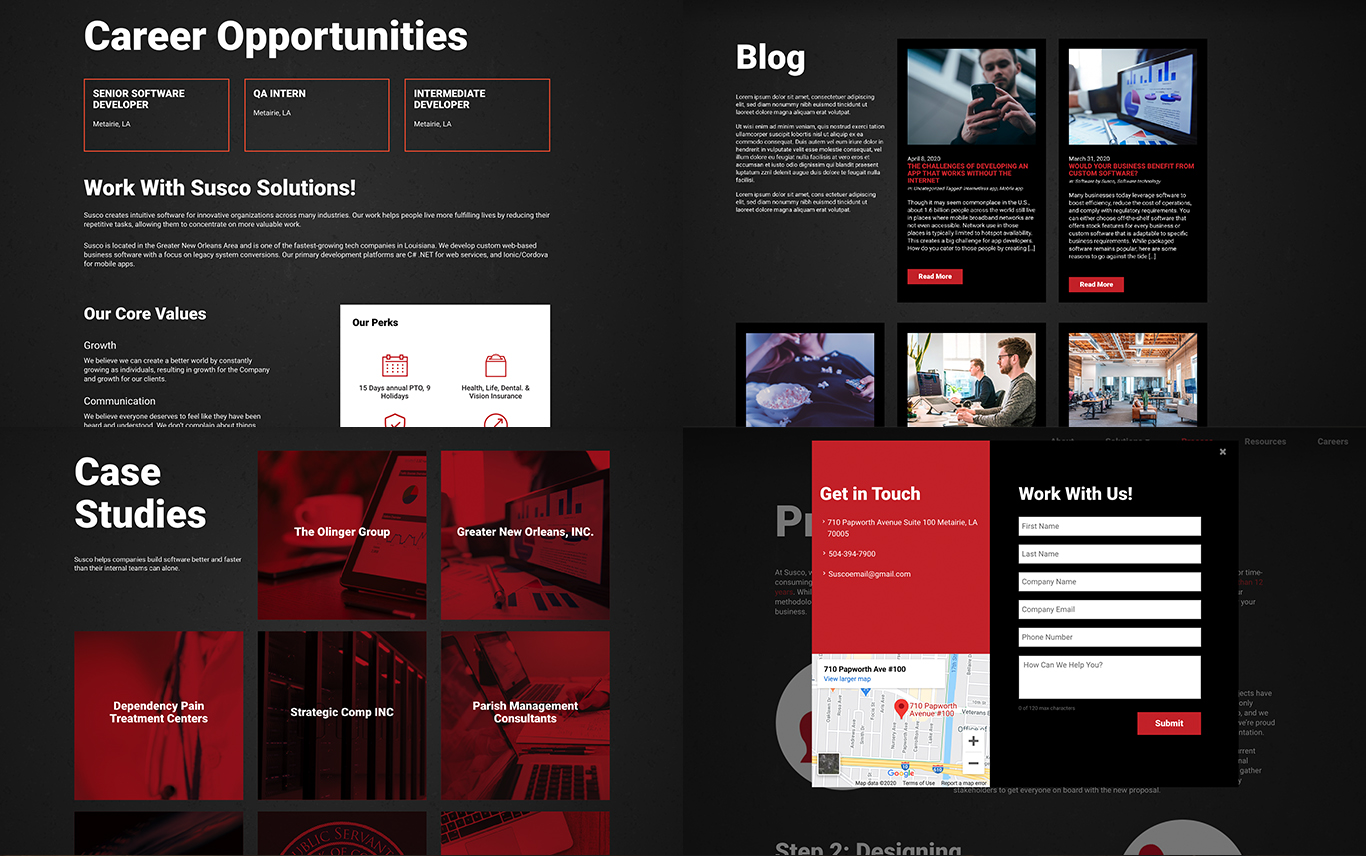 Career Opportunities
SENIOR SOFTWARE
DEVELOPER
Metairie, LA
QA INTERN
Metairie, LA
INTERMEDIATE
DEVELOPER
Metairie, LA
Work With Susco Solutions!
Susco creates intuitive software for innovative organizations across many industries. Our work helps people live more fulfilling lives by reducing their
repetitive tasks, allowing them to concentrate on more valuable work.
Susco is located in the Greater New Orleans Area and is one of the fastest-growing tech companies in Louisiana. We develop custom web-based
business software with a focus on legacy system conversions. Our primary development platforms are C# .NET for web services, and Ionic/Cordova
for mobile apps.
Our Core Values
Growth
We believe we can create a better world by constantly
growing as individuals, resulting in growth for the Company
and growth for our clients.
Communication
We believe everyone deserves to feel like they have been
heard and understood. We don't complain about things
Our Perks
15 Days annual PTO, 9
Holidays
Health, Life, Dental. &
Vision Insurance
Blog
Lorem ipsum dolor sit amet, consectetuer adipiscing
elit, sed diam nonummy nibh euismod tincidunt ut
laoreet dolore magna aliquam erat volutpat.
Ut wisi enim ad minim veniam, quis nostrud exerci tation
ullamcorper suscipit lobortis nisl ut aliquip ex ea
commodo consequat. Duis autem vel eum iriure dolor in
hendrerit in vulputate velit esse molestie consequat, vel
illum dolore eu feugiat nulla facilisis at vero eros et
accumsan et iusto odio dignissim qui blandit praesent
luptatum zzril delenit augue duis dolore te feugait nulla
facilisi.
Lorem ipsum dolor sit amet, cons ectetuer adipiscing
elit, sed diam nonummy nibh euismod tincidunt ut
laoreet dolore magna aliquam erat volutpat.
April 8, 2020
THE CHALLENGES OF DEVELOPING AN
APP THAT WORKS WITHOUT THE
INTERNET
in: Uncategorized Tagged: internetless app, Mobile app
Though it may seem commonplace in the U.S.,
about 1.6 billion people across the world still live
in places where mobile broadband networks are
not even accessible. Network use in those
places is typically limited to hotspot availability.
This creates a big challenge for app developers.
How do you cater to those people by creating [...]
Read More
March 31, 2020
WOULD YOUR BUSINESS BENEFIT FROM
CUSTOM SOFTWARE?
in: Software by Susco, Software technology
Many businesses today leverage software to
boost efficiency, reduce the cost of operations,
and comply with regulatory requirements. You
can either choose off-the-shelf software that
offers stock features for every business or
custom software that is adaptable to specific
business requirements. While packaged
software remains popular, here are some
reasons to go against the tide [...]
Read More
Case
Studies
Susco helps companies build software better and faster
than their internal teams can alone.
The Olinger Group
Greater New Orleans, INC.
Dependency Pain
Treatment Centers
Strategic Comp INC
Parish Management
Consultants
PUBLIC SERVANT
About
Solutions
Process
Resources
Careers
Get in Touch
710 Papworth Avenue Suite 100 Metairie, LA
70005
504-394-7900
Suscoemail@gmail.com
710 Papworth Ave #100
View larger map
710 Papworth
Avenue #100
Google
Map data ©2020
Terms of Use
Report a map error
×
Work With Us!
First Name
Last Name
Company Name
Company Email
Phone Number
How Can We Help You?
0 of 120 max characters
Submit
At Susco, w
consuming
years. Whil
methodolo
business.
stakeholders to get everyone on board with the new proposal.
Step 2: Designing